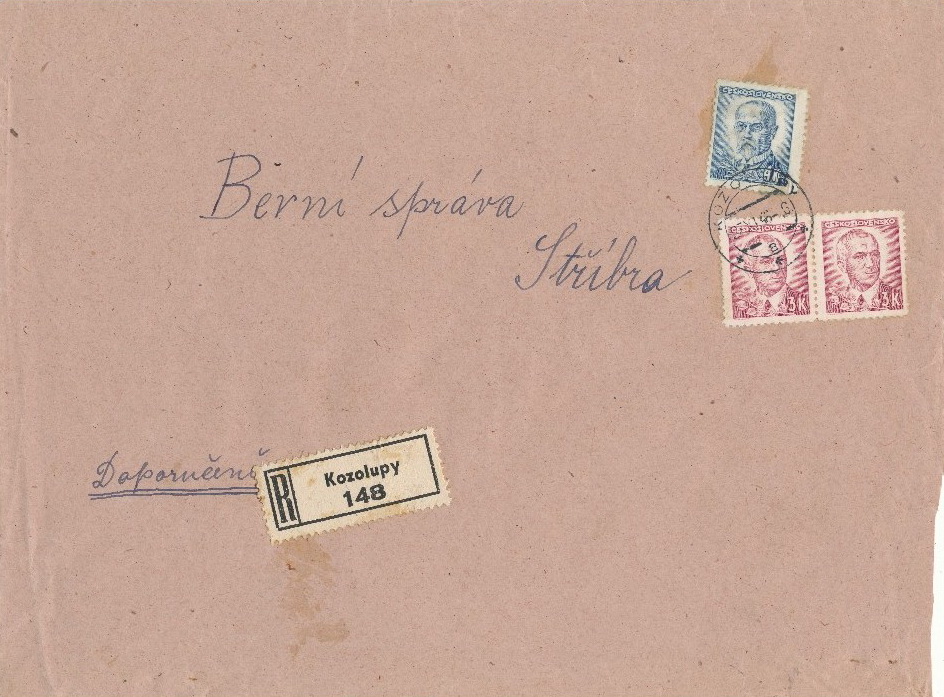 ČESKOSLOVENSKO
Berní správa
Stříbra
ČESKOSLOVENSKO
3K
ČESKOSLOVENSKO
3K
Doporučeně
R
Kozolupy
148